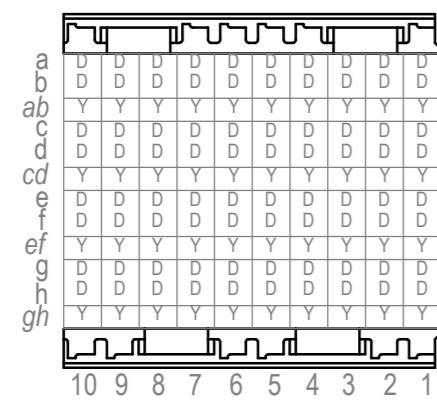 a D D D D D D D D D D
b D D D D D D D D D D
ab Y Y Y Y Y Y Y Y Y Y
c D D D D D D D D D D
d D D D D D D D D D D
cd Y Y Y Y Y Y Y Y Y Y
e D D D D D D D D D D
f D D D D D D D D D D
ef Y Y Y Y Y Y Y Y Y Y
g D D D D D D D D D D
h D D D D D D D D D D
gh Y Y Y Y Y Y Y Y Y Y
10 9 8 7 6 5 4 3 2 1